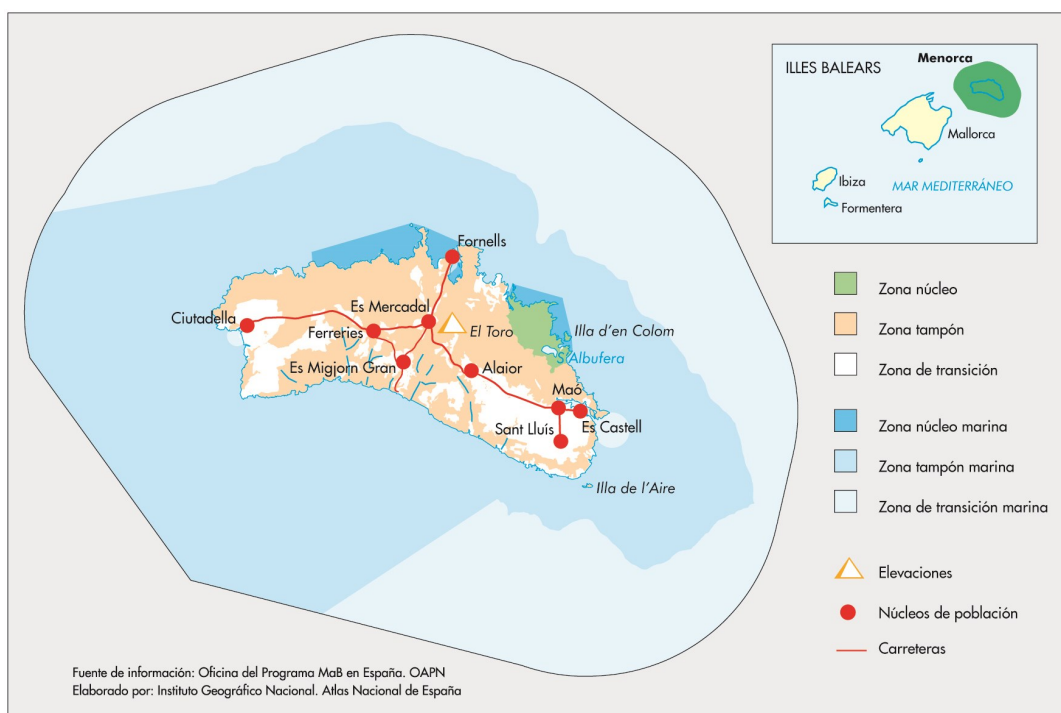 ILLES BALEARS
Menorca
Mallorca
Ibiza
MAR MEDITERRÁNEO
Formentera
Fornells
Es Mercadal
Ciutadella
Ferreries
El Toro
Illa d'en Colom
S'Albufera
Es Migjorn Gran
Alaior
Maó
Sant Lluís
Es Castell
Illa de l'Aire
Zona núcleo
Zona tampón
Zona de transición
Zona núcleo marina
Zona tampón marina
Zona de transición marina
Elevaciones
Núcleos de población
Carreteras
Fuente de información: Oficina del Programa MaB en España. OAPN
Elaborado por: Instituto Geográfico Nacional. Atlas Nacional de España